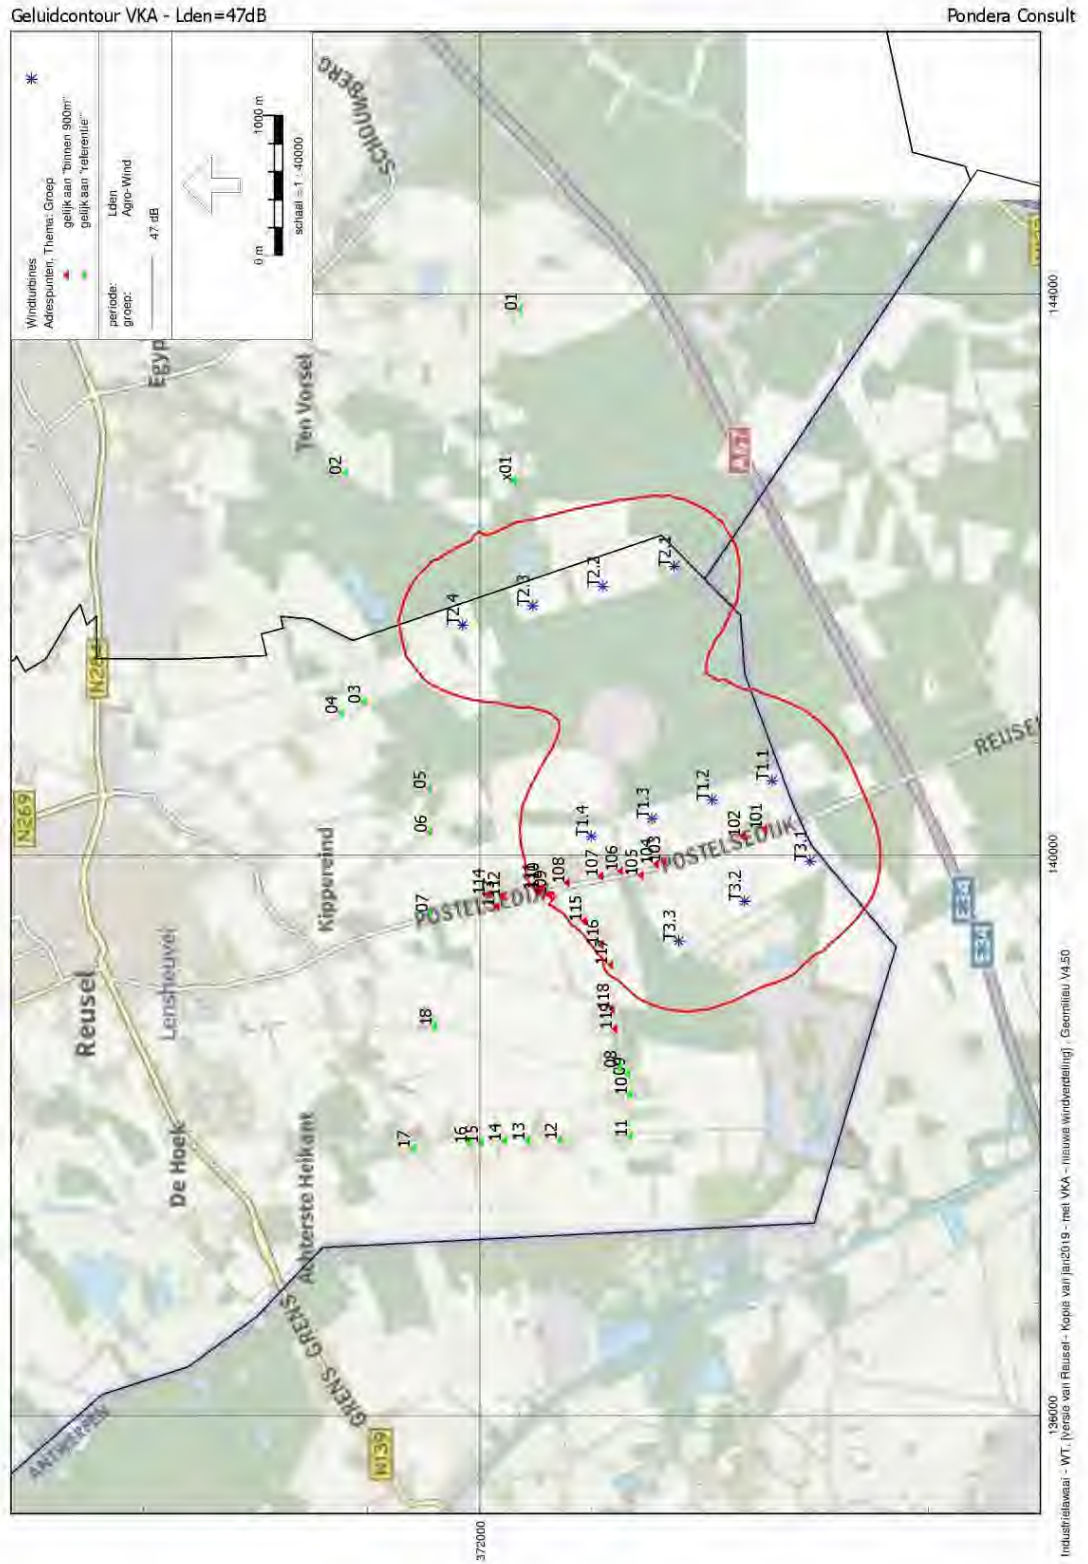 Geluidcontour VKA - Lden=47dB
Pondera Consult
Windturbines
Adrespunten, Thema: Groep
gelijk aan "binnen 900m"
gelijk aan "referentie"
periode: Lden
groep: Agro-Wind
47 dB
0 m 1000 m
schaal = 1 : 40000
SCHOUWBERG
Ten Vorsel
01
02
x01
N269
03
04
05
06
07
Kippereind
Reusel
Lensheuvel
De Hoek
Achterste Heikant
GRENS - GRENS
ANTWERPEN
N139
T2.4
T2.3
T2.2
T2.1
T1.4
T1.3
T1.2
T1.1
T3.1
T3.2
T3.3
101
102
103
104
105
106
107
108
112
114
115
116
117
118
119
08
09
10
11
12
13
14
15
16
17
18
POSTELSEDIJK
POSTELSEDIJK
E34
144000
140000
136000
372000
Industrielawaai - WT, [versie van Reusel - Kopie van jan2019 - met VKA - nieuwe windverdeling] , Geomilieu V4.50